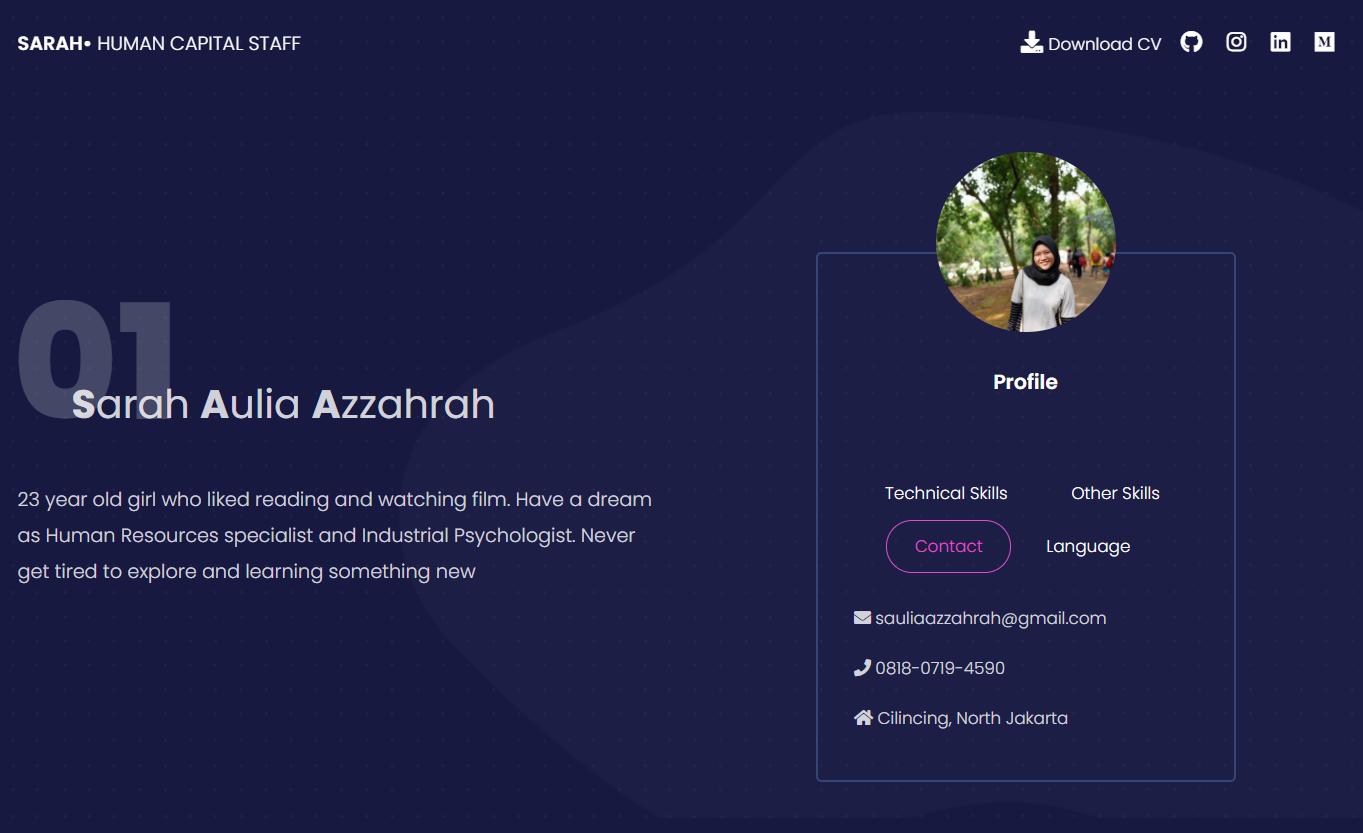 SARAH• HUMAN CAPITAL STAFF
Download CV
01
Sarah Aulia Azzahrah
23 year old girl who liked reading and watching film. Have a dream
as Human Resources specialist and Industrial Psychologist. Never
get tired to explore and learning something new
Profile
Technical Skills Other Skills
Contact Language
sauliaazzahrah@gmail.com
0818-0719-4590
Cilincing, North Jakarta